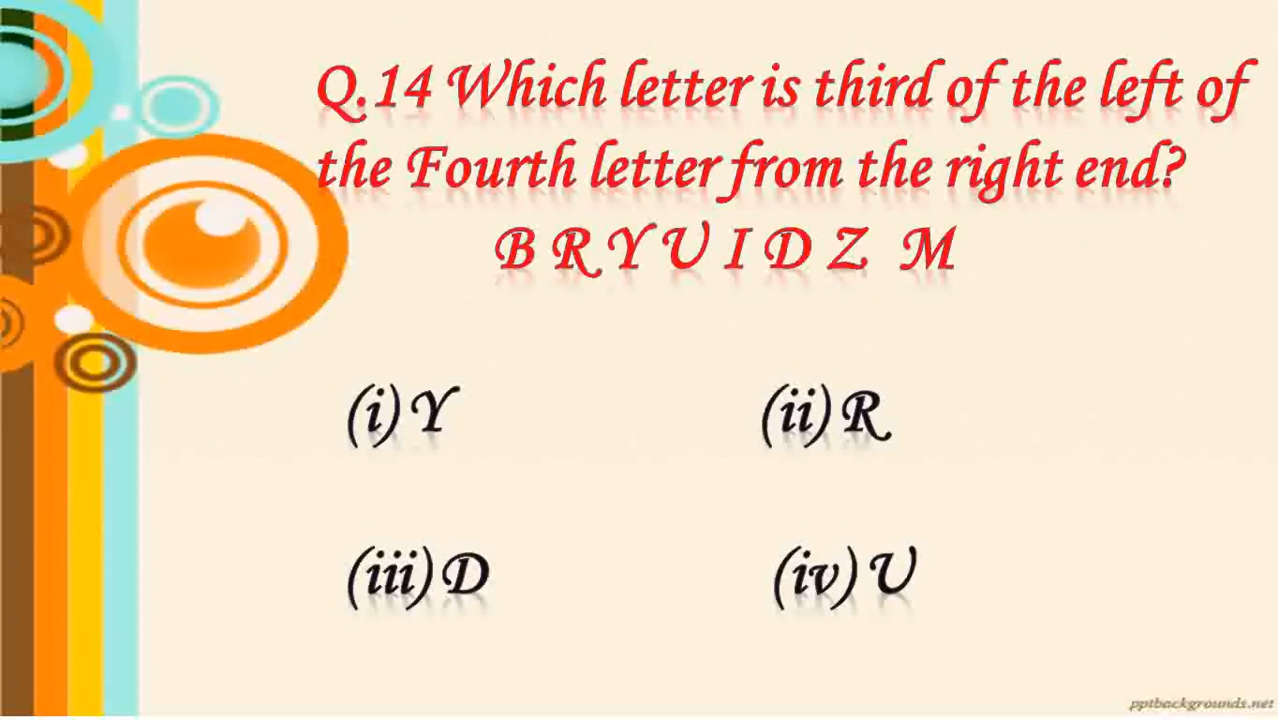 Q.14 Which letter is third of the left of
the Fourth letter from the right end?
B R Y U I D Z M
(i) Y (ii) R
(iii) D (iv) U
pptbackgrounds.net